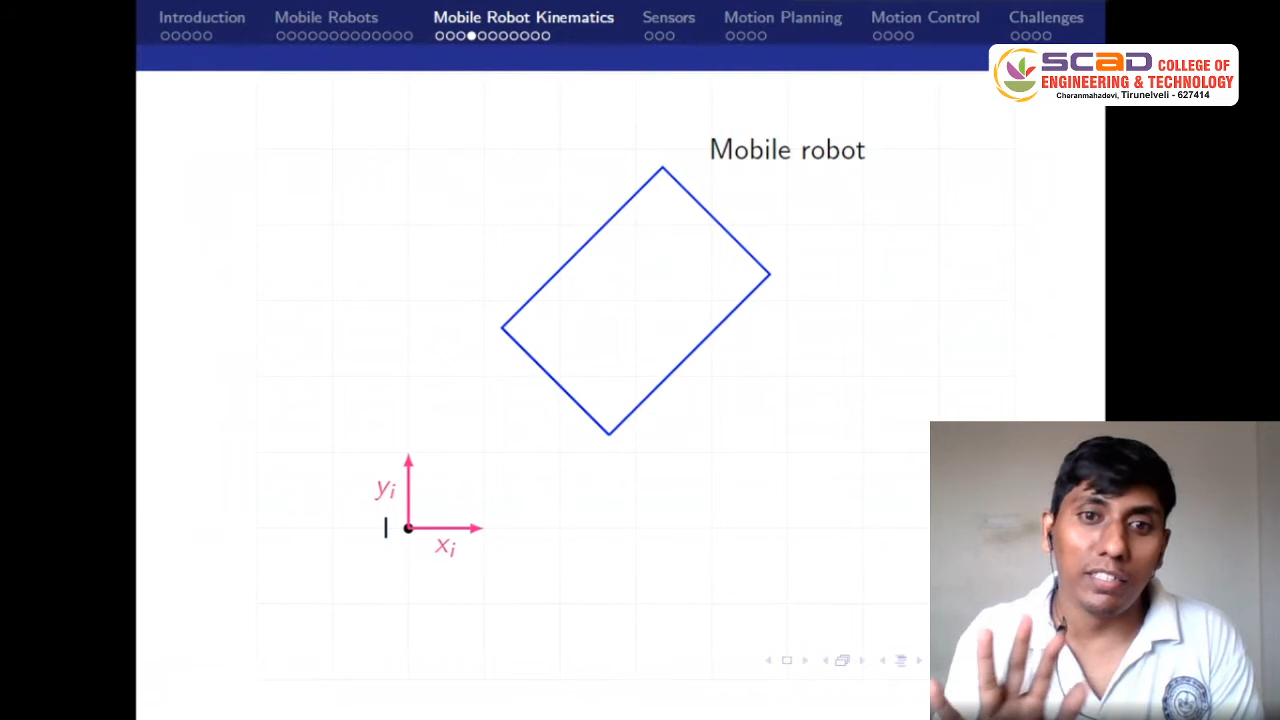 Introduction Mobile Robots Mobile Robot Kinematics Sensors Motion Planning Motion Control Challenges
SCAD COLLEGE OF
ENGINEERING & TECHNOLOGY
Cheranmahadevi, Tirunelveli - 627414
Mobile robot
yi
I
xi